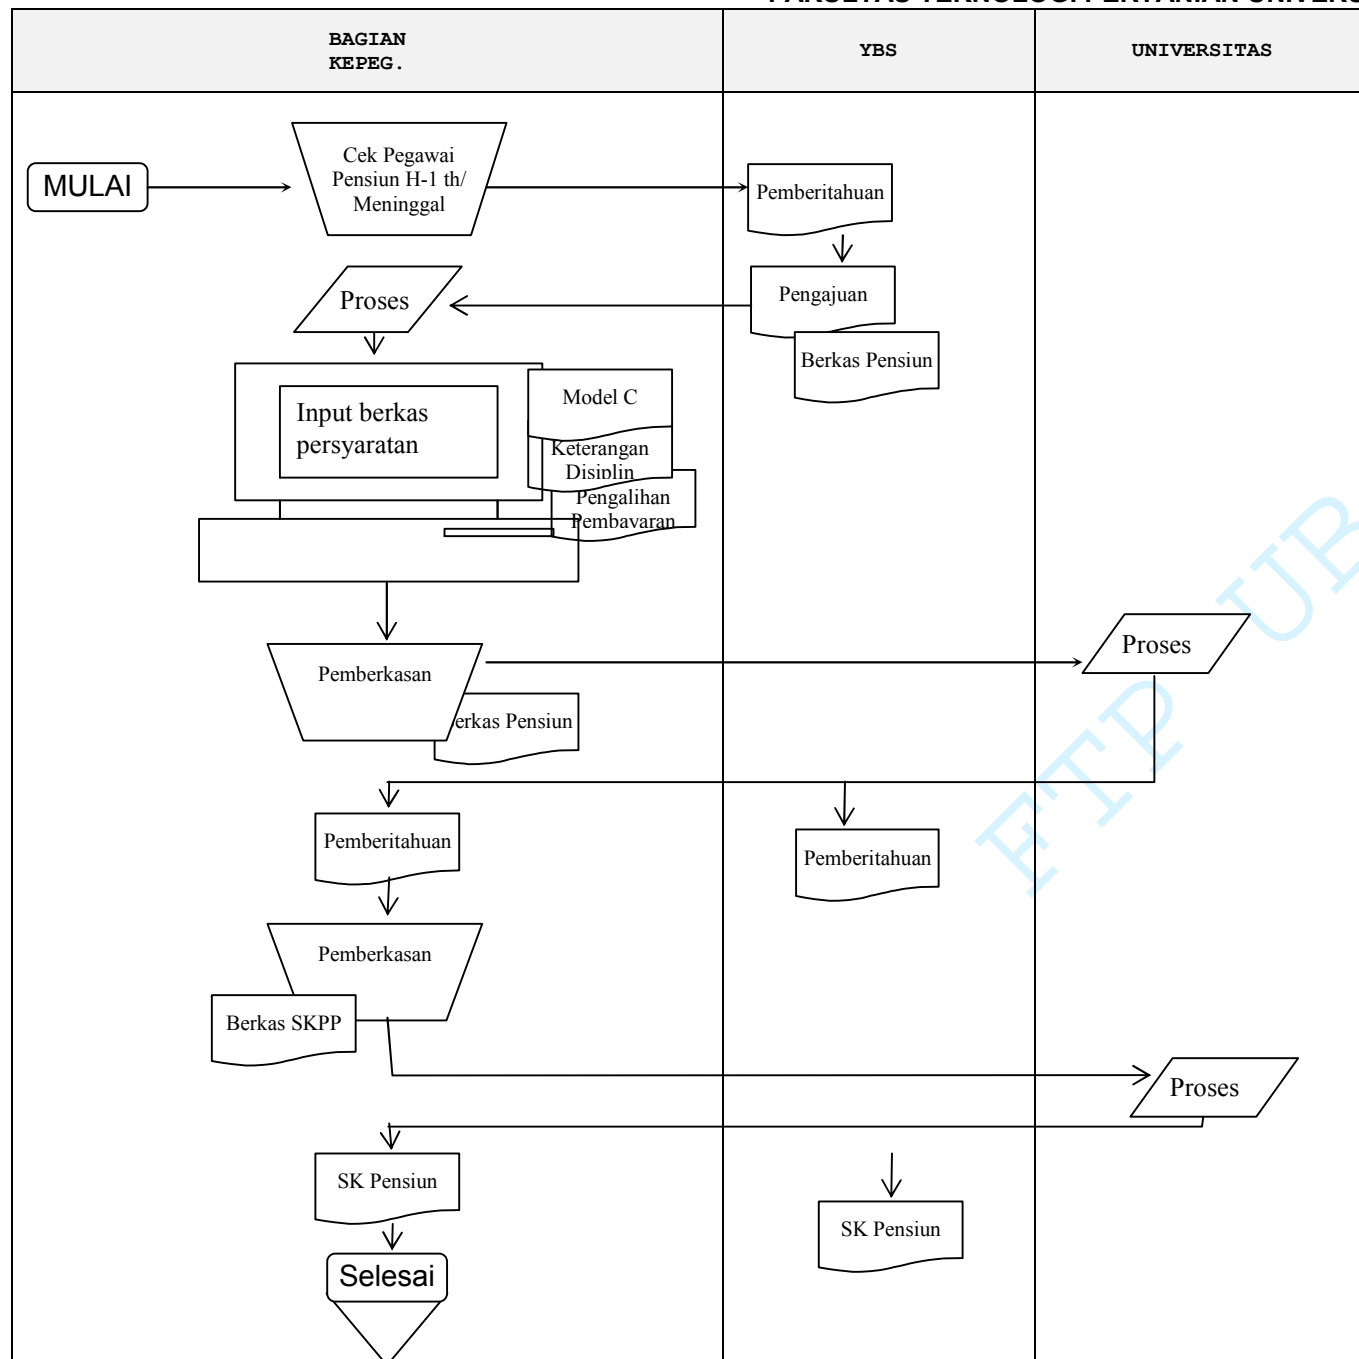 BAGIAN
KEPEG.
YBS
UNIVERSITAS
MULAI
Cek Pegawai
Pensiun H-1 th/
Meninggal
Pemberitahuan
Proses
Pengajuan
Berkas Pensiun
Input berkas
persyaratan
Model C
Keterangan
Disiplin
Pengalihan
Pembayaran
Pemberkasan
erkas Pensiun
Proses
Pemberitahuan
Pemberitahuan
Pemberkasan
Berkas SKPP
Proses
SK Pensiun
SK Pensiun
Selesai
FTP UB